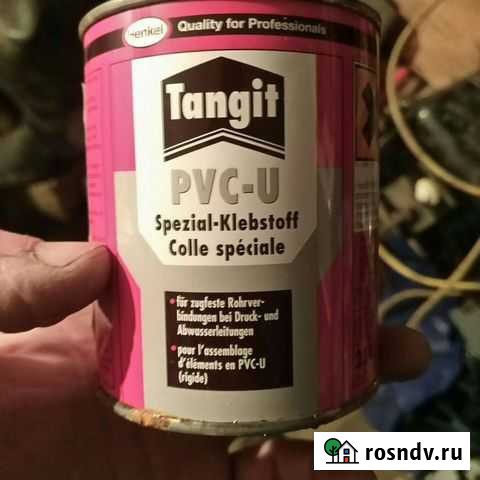 Henkel
Quality for Professionals
Tangit
PVC-U
Spezial-Klebstoff
Colle spéciale
• für zugfeste Rohrver-
bindungen bei Druck- und
Abwasserleitungen
• pour l'assemblage
d'éléments en PVC-U
(rigide)
rosndv.ru